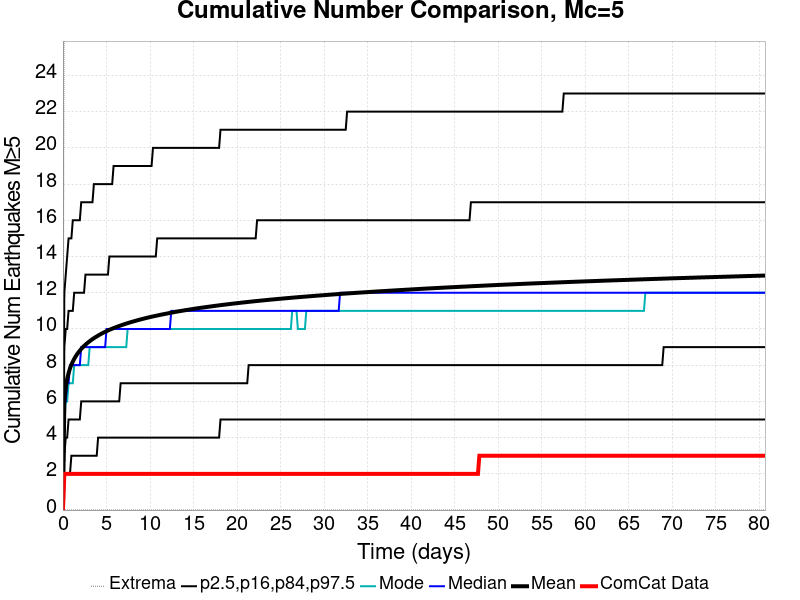 Cumulative Number Comparison, Mc=5
Cumulative Num Earthquakes M≥5
24
22
20
18
16
14
12
10
8
6
4
2
0
0 5 10 15 20 25 30 35 40 45 50 55 60 65 70 75 80
Time (days)
Extrema p2.5,p16,p84,p97.5 Mode Median Mean ComCat Data